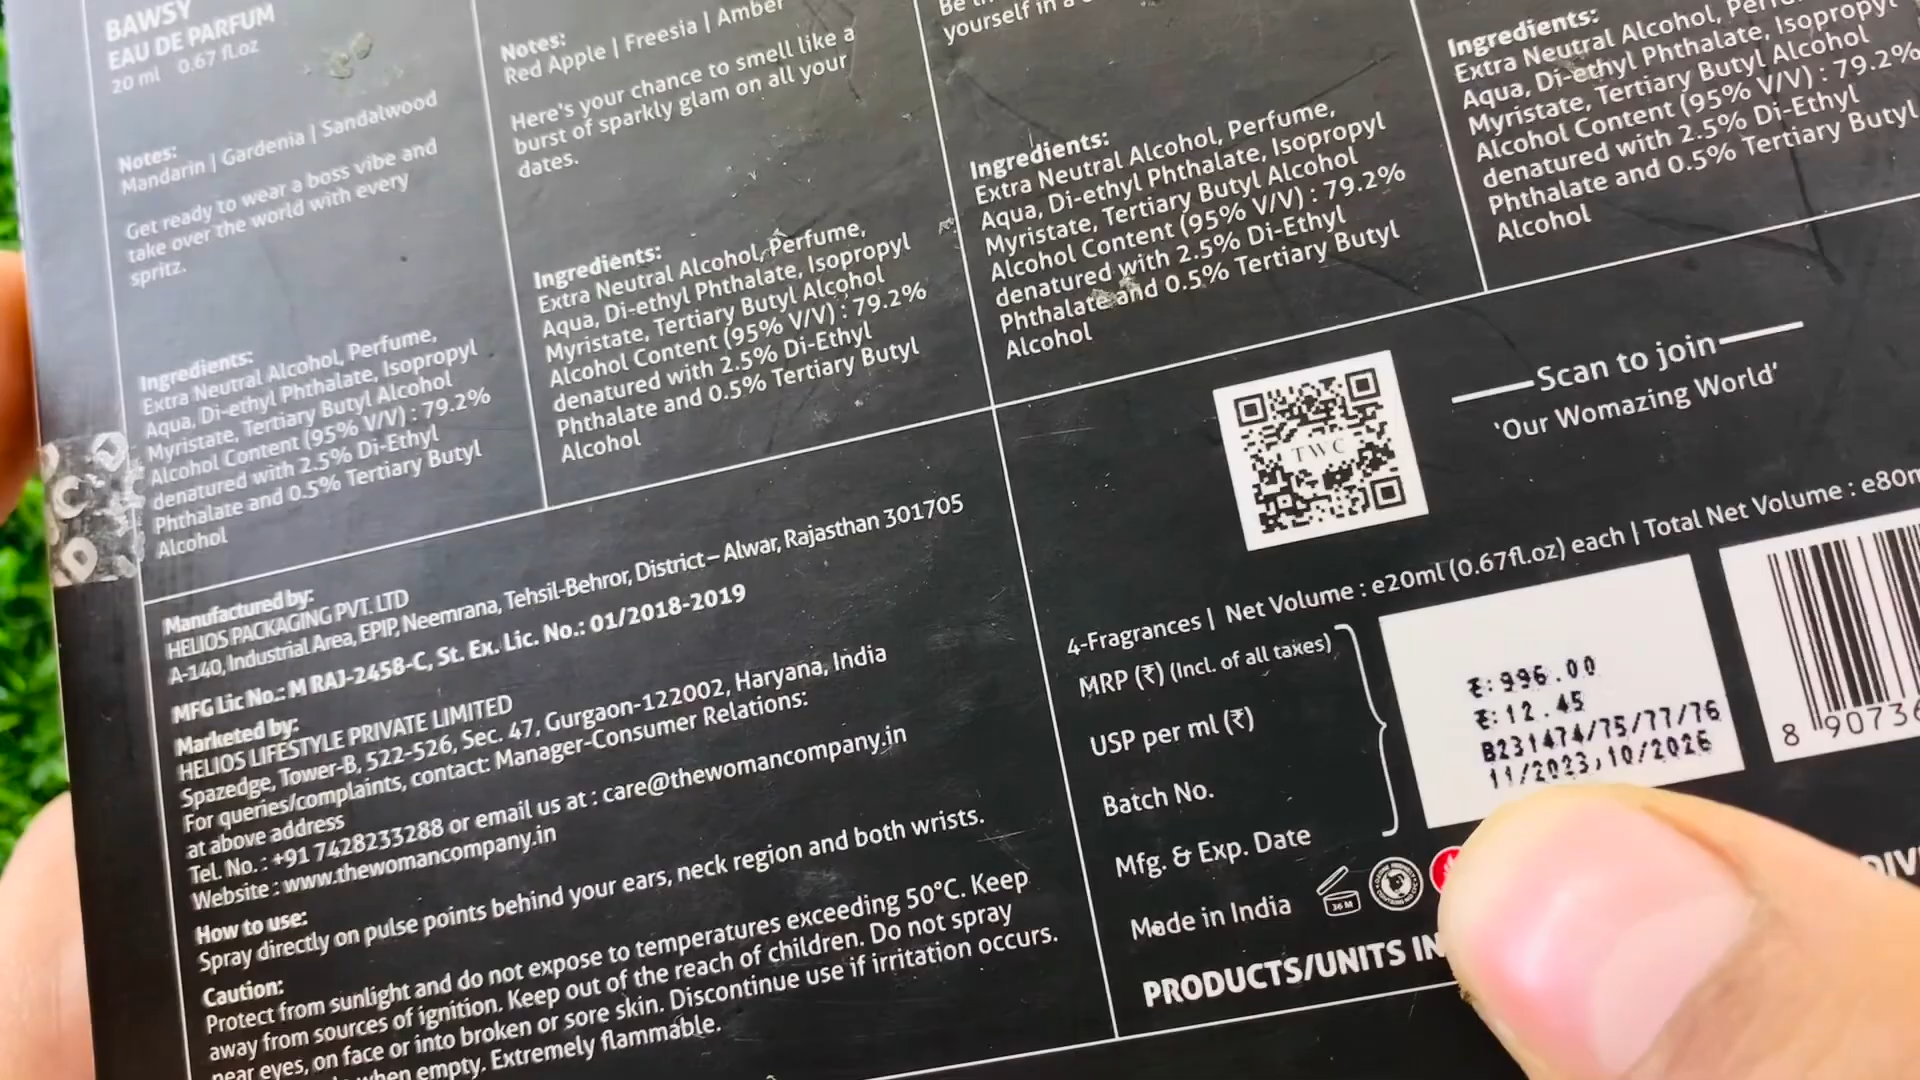 BAWSY
EAU DE PARFUM
20 ml 0.67 fl.oz
Notes:
Mandarin | Gardenia | Sandalwood
Get ready to wear a boss vibe and
take over the world with every
spritz.
Ingredients:
Extra Neutral Alcohol, Perfume,
Aqua, Di-ethyl Phthalate, Isopropyl
Myristate, Tertiary Butyl Alcohol
Alcohol Content (95% V/V) : 79.2%
denatured with 2.5% Di-Ethyl
Phthalate and 0.5% Tertiary Butyl
Alcohol
Notes:
Red Apple | Freesia | Amber
Here's your chance to smell like a
burst of sparkly glam on all your
dates.
Ingredients:
Extra Neutral Alcohol, Perfume,
Aqua, Di-ethyl Phthalate, Isopropyl
Myristate, Tertiary Butyl Alcohol
Alcohol Content (95% V/V) : 79.2%
denatured with 2.5% Di-Ethyl
Phthalate and 0.5% Tertiary Butyl
Alcohol
yourself in a
Ingredients:
Extra Neutral Alcohol, Perfume,
Aqua, Di-ethyl Phthalate, Isopropyl
Myristate, Tertiary Butyl Alcohol
Alcohol Content (95% V/V) : 79.2%
denatured with 2.5% Di-Ethyl
Phthalate and 0.5% Tertiary Butyl
Alcohol
Ingredients:
Extra Neutral Alcohol,
Aqua, Di-ethyl Phthalate, Isopropyl
Myristate, Tertiary Butyl Alcohol
Alcohol Content (95% V/V) : 79.2%
denatured with 2.5% Di-Ethyl
Phthalate and 0.5% Tertiary Butyl
Alcohol
Manufactured by:
HELIOS PACKAGING PVT. LTD
A-140, Industrial Area, EPIP, Neemrana, Tehsil-Behror, District – Alwar, Rajasthan 301705
MFG Lic No.: M RAJ-2458-C, St. Ex. Lic. No.: 01/2018-2019
Marketed by:
HELIOS LIFESTYLE PRIVATE LIMITED
Spazedge, Tower-B, 522-526, Sec. 47, Gurgaon-122002, Haryana, India
For queries/complaints, contact: Manager-Consumer Relations:
at above address
Tel. No. : +91 7428233288 or email us at : care@thewomancompany.in
Website : www.thewomancompany.in
How to use:
Spray directly on pulse points behind your ears, neck region and both wrists.
Caution:
Protect from sunlight and do not expose to temperatures exceeding 50°C. Keep
away from sources of ignition. Keep out of the reach of children. Do not spray
near eyes, on face or into broken or sore skin. Discontinue use if irritation occurs.
when empty. Extremely flammable.
TWC
Scan to join
'Our Womazing World'
4-Fragrances | Net Volume : e20ml (0.67fl.oz) each | Total Net Volume : e80m
MRP (₹) (Incl. of all taxes)
USP per ml (₹)
Batch No.
Mfg. & Exp. Date
₹:996.00
₹:12.45
B231474/75/77/76
11/2023,10/2026
8 90736
Made in India
36 M
PRODUCTS/UNITS IN